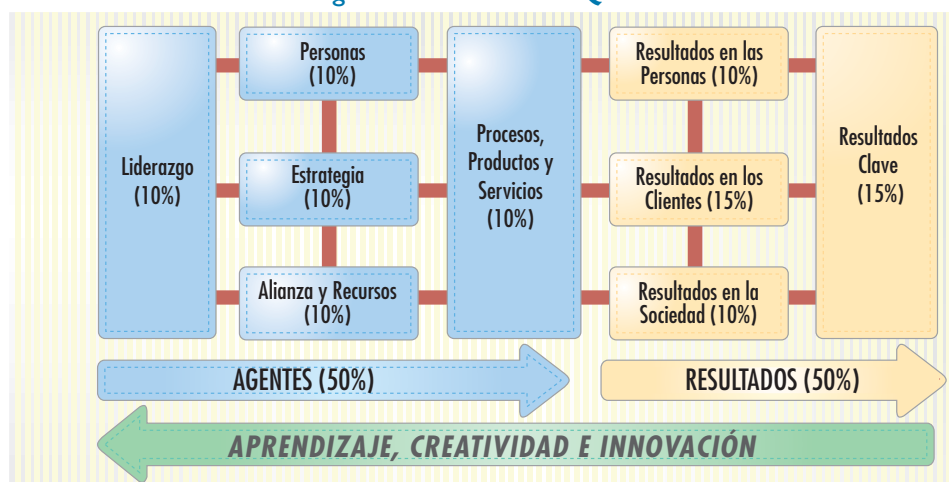 Liderazgo
(10%)
Personas
(10%)
Estrategia
(10%)
Alianza y Recursos
(10%)
Procesos,
Productos y
Servicios
(10%)
Resultados en las
Personas (10%)
Resultados en los
Clientes (15%)
Resultados en la
Sociedad (10%)
Resultados
Clave
(15%)
AGENTES (50%)
RESULTADOS (50%)
APRENDIZAJE, CREATIVIDAD E INNOVACIÓN